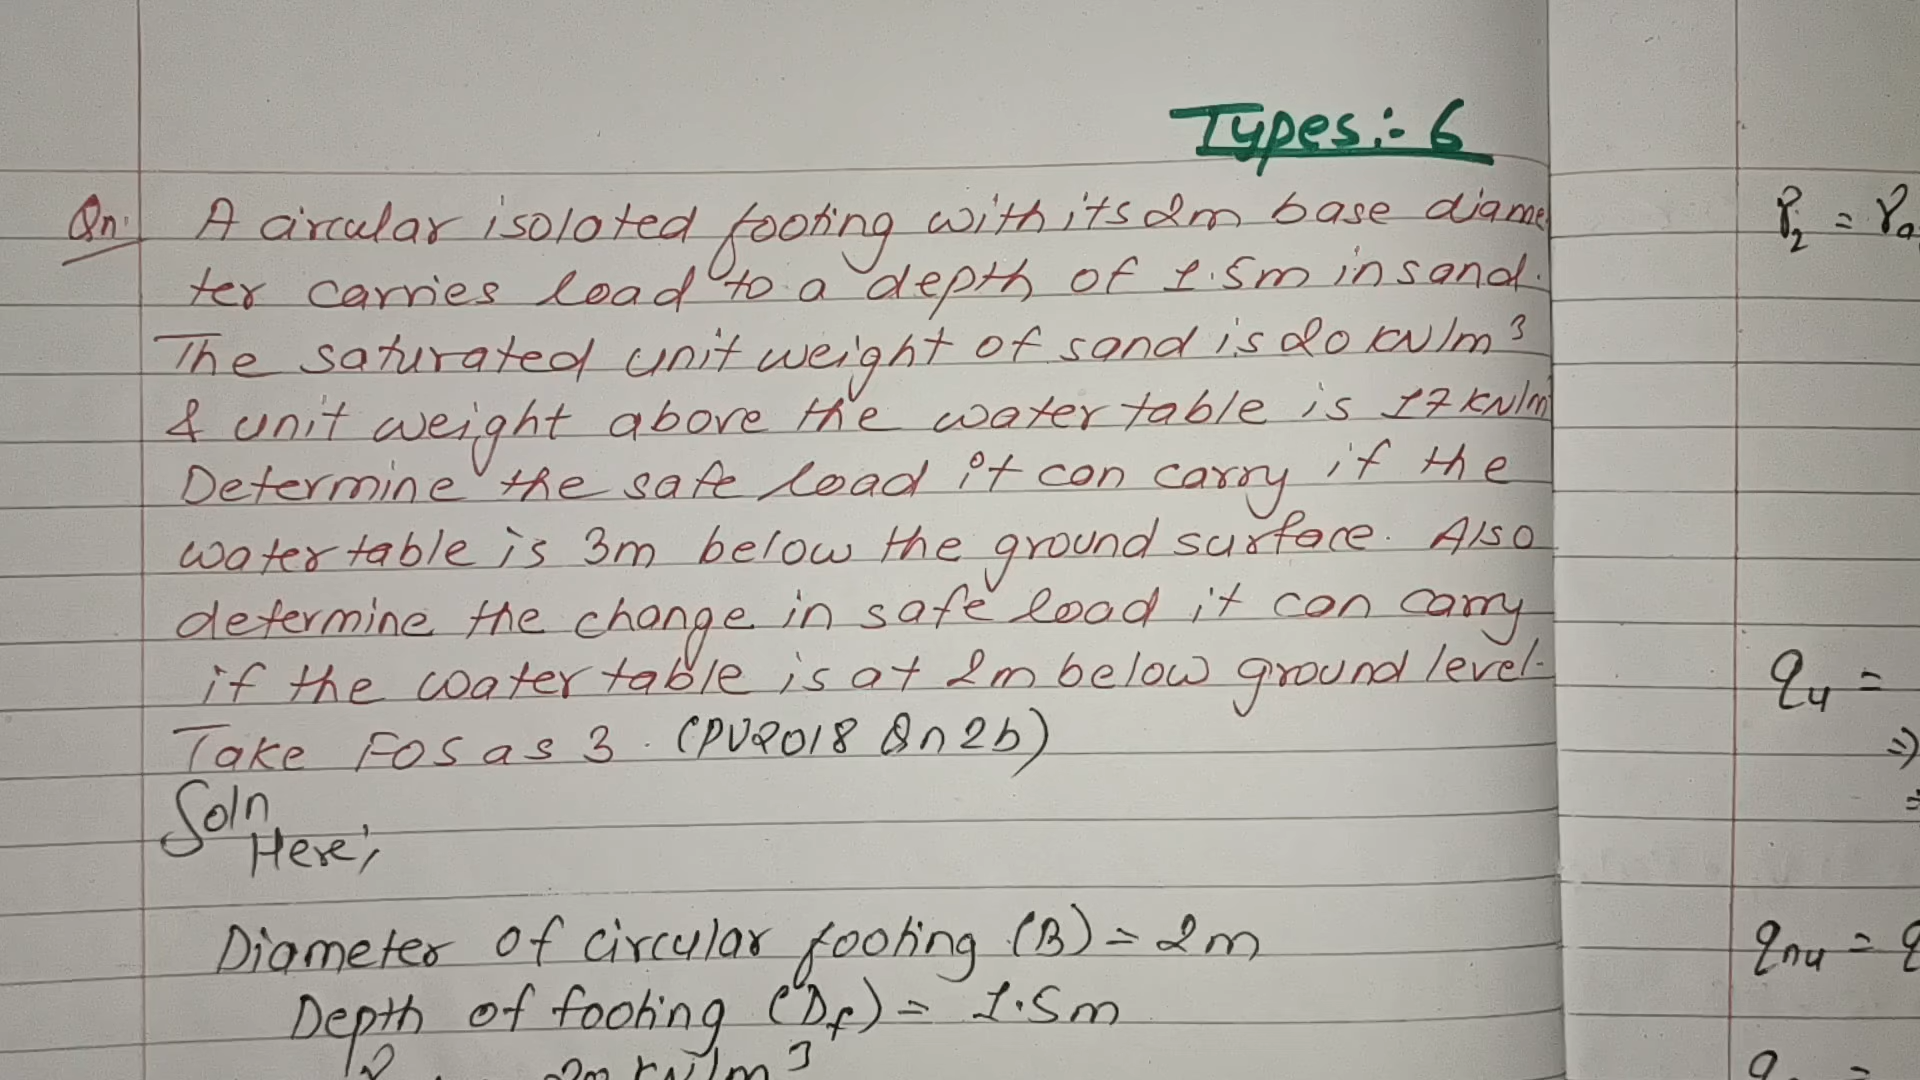 Types:- 6
Qn. A circular isolated footing with its 2m base diame
ter carries load to a depth of 1.5m in sand.
The saturated unit weight of sand is 20 KN/m³
& unit weight above the water table is 17 KN/m
Determine the safe load it can carry if the
water table is 3m below the ground surface. Also
determine the change in safe load it can carry
if the water table is at 2m below ground level.
Take FOS as 3. (PU2018 Qn2b)
Soln
Here;
Diameter of circular footing (B) = 2m
Depth of footing (Df) = 1.5m
γ₂ =
qu =
=>
qnu =